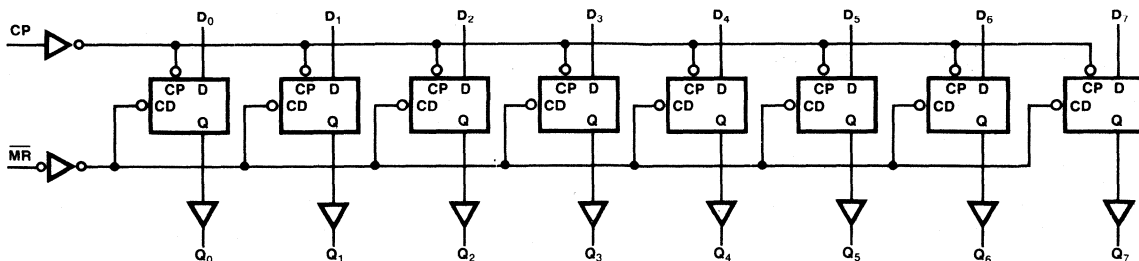 D0 D1 D2 D3 D4 D5 D6 D7
CP
CP D CP D CP D CP D CP D CP D CP D CP D
CD CD CD CD CD CD CD CD
Q Q Q Q Q Q Q Q
MR
Q0 Q1 Q2 Q3 Q4 Q5 Q6 Q7